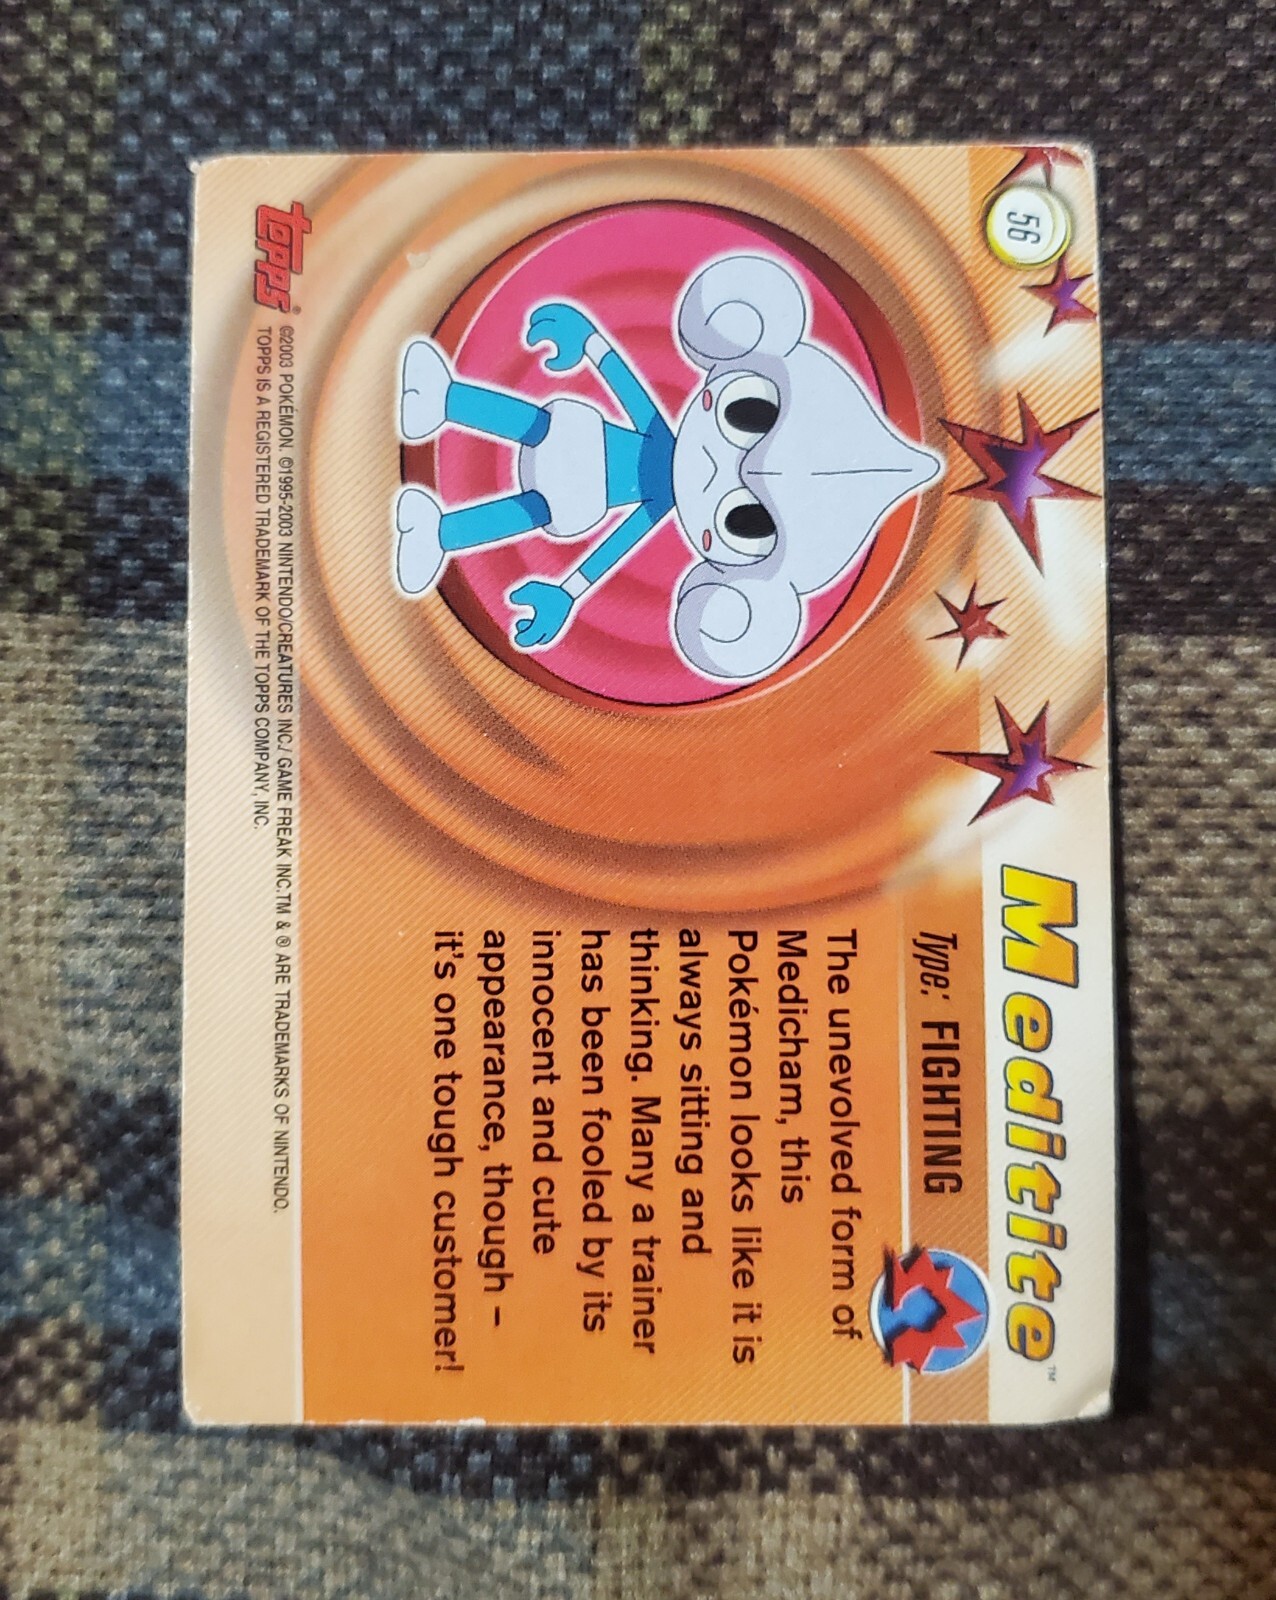 56
Meditite™
Type: FIGHTING
The unevolved form of
Medicham, this
Pokémon looks like it is
always sitting and
thinking. Many a trainer
has been fooled by its
innocent and cute
appearance, though –
it's one tough customer!
topps®
©2003 POKÉMON. ©1995-2003 NINTENDO/CREATURES INC./ GAME FREAK INC.TM & ® ARE TRADEMARKS OF NINTENDO.
TOPPS IS A REGISTERED TRADEMARK OF THE TOPPS COMPANY, INC.